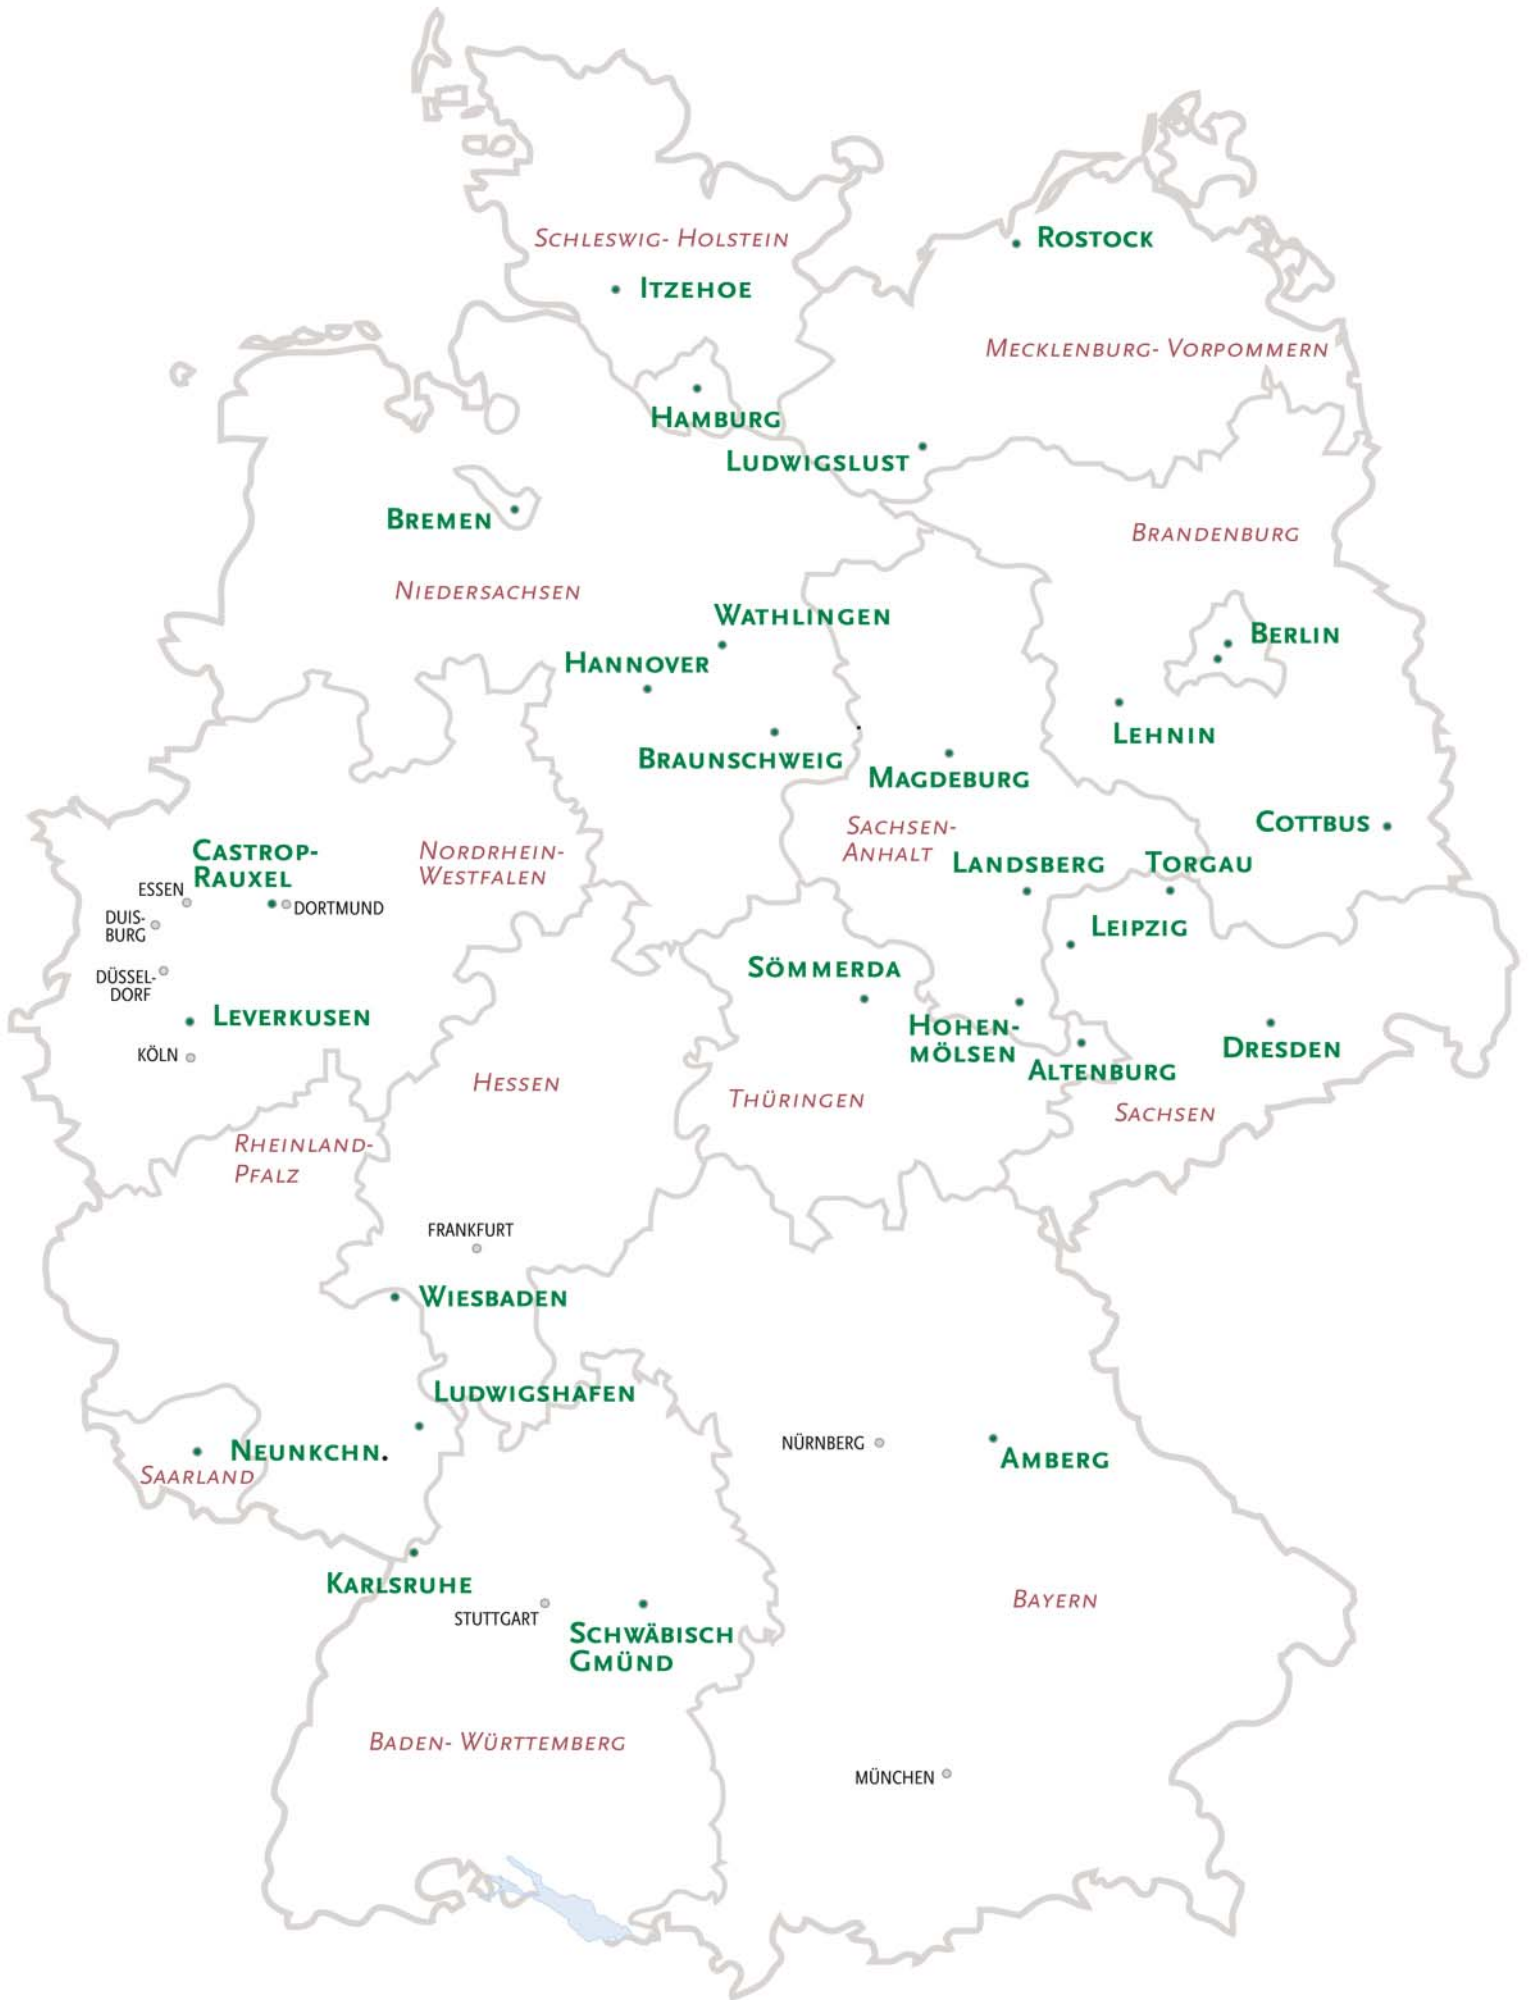 SCHLESWIG- HOLSTEIN
ROSTOCK
ITZEHOE
MECKLENBURG- VORPOMMERN
HAMBURG
LUDWIGSLUST
BREMEN
BRANDENBURG
NIEDERSACHSEN
WATHLINGEN
BERLIN
HANNOVER
LEHNIN
BRAUNSCHWEIG
MAGDEBURG
COTTBUS
SACHSEN-
ANHALT
CASTROP-
RAUXEL
NORDRHEIN-
WESTFALEN
LANDSBERG
TORGAU
ESSEN
DORTMUND
DUIS-
BURG
LEIPZIG
SÖMMERDA
DÜSSEL-
DORF
LEVERKUSEN
HOHEN-
MÖLSEN
DRESDEN
KÖLN
ALTENBURG
HESSEN
THÜRINGEN
SACHSEN
RHEINLAND-
PFALZ
FRANKFURT
WIESBADEN
LUDWIGSHAFEN
NEUNKCHN.
SAARLAND
NÜRNBERG
AMBERG
KARLSRUHE
STUTTGART
SCHWÄBISCH
GMÜND
BAYERN
BADEN- WÜRTTEMBERG
MÜNCHEN